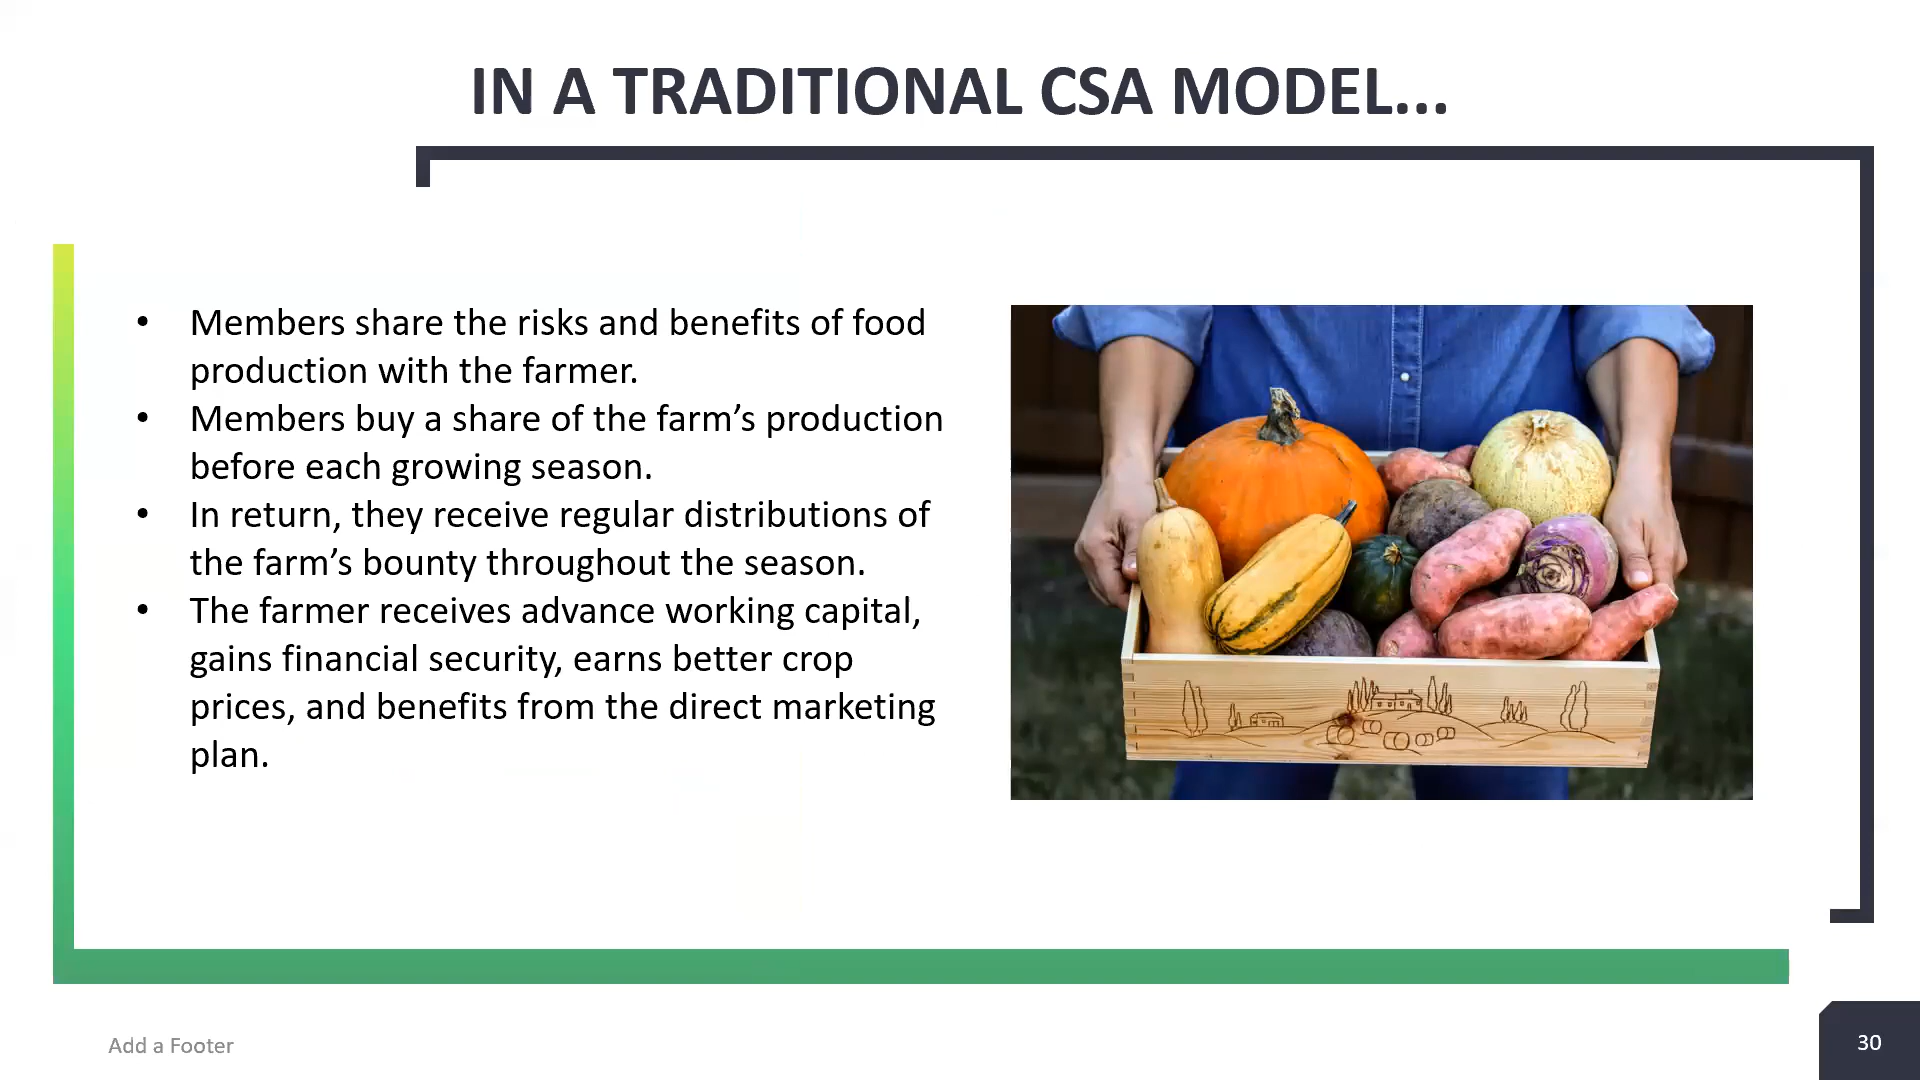 IN A TRADITIONAL CSA MODEL...
• Members share the risks and benefits of food
production with the farmer.
• Members buy a share of the farm’s production
before each growing season.
• In return, they receive regular distributions of
the farm’s bounty throughout the season.
• The farmer receives advance working capital,
gains financial security, earns better crop
prices, and benefits from the direct marketing
plan.
Add a Footer
30